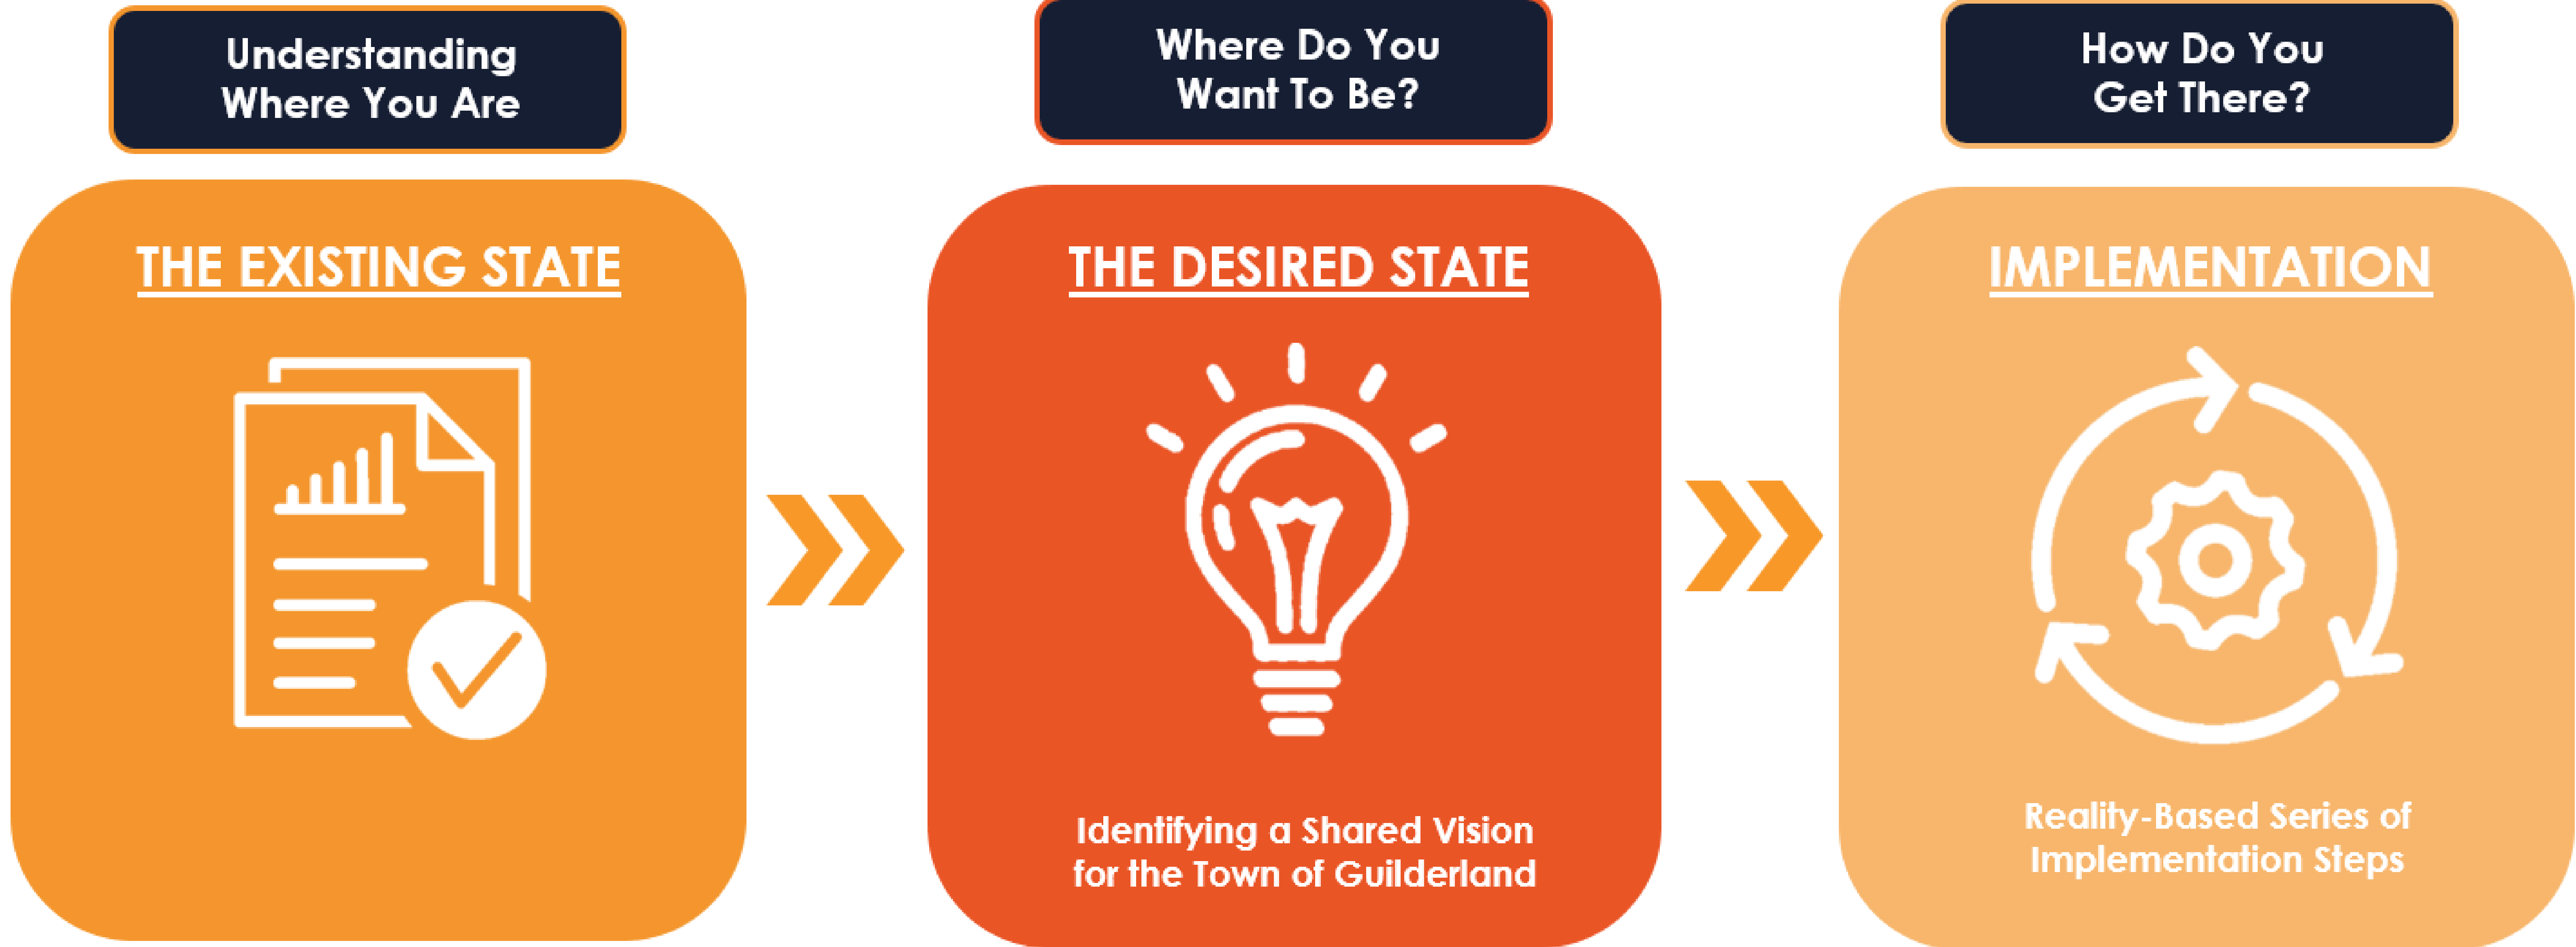 Understanding
Where You Are
THE EXISTING STATE
Where Do You
Want To Be?
THE DESIRED STATE
Identifying a Shared Vision
for the Town of Guilderland
How Do You
Get There?
IMPLEMENTATION
Reality-Based Series of
Implementation Steps